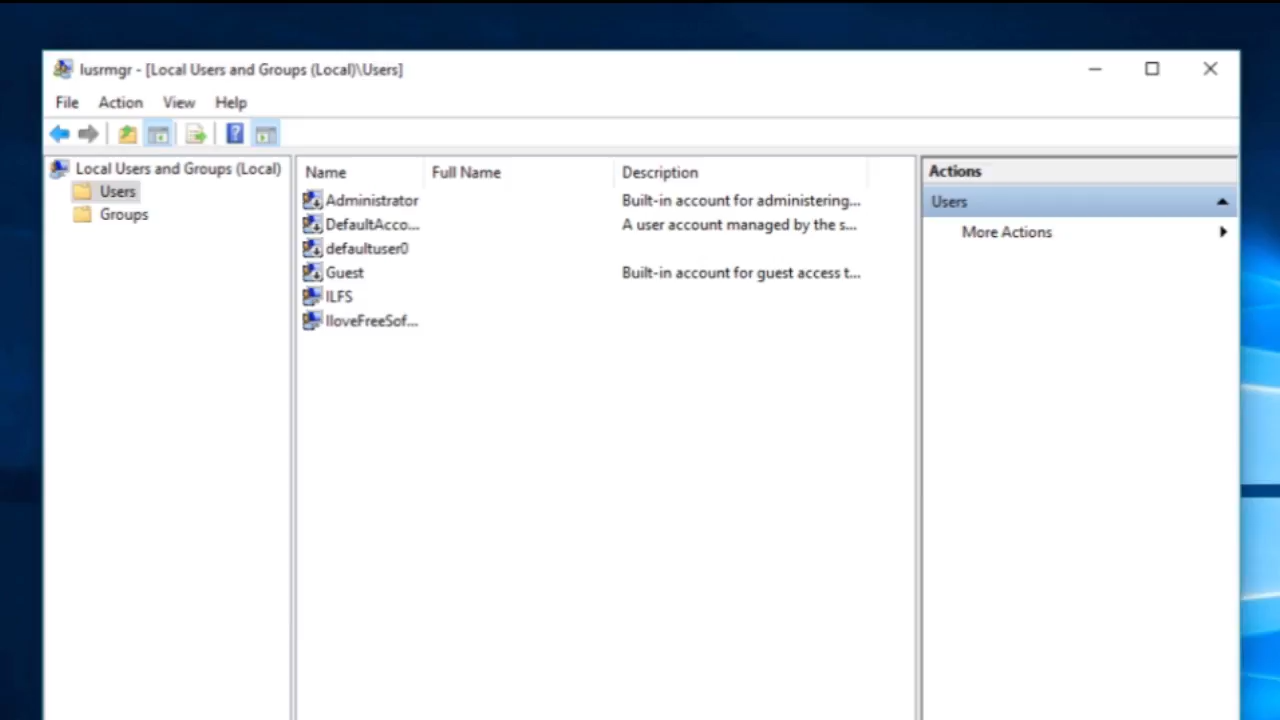 lusrmgr - [Local Users and Groups (Local)\Users]
File Action View Help
Local Users and Groups (Local)
Users
Groups
Name Full Name Description
Administrator Built-in account for administering...
DefaultAcco... A user account managed by the s...
defaultuser0
Guest Built-in account for guest access t...
ILFS
IloveFreeSof...
Actions
Users
More Actions